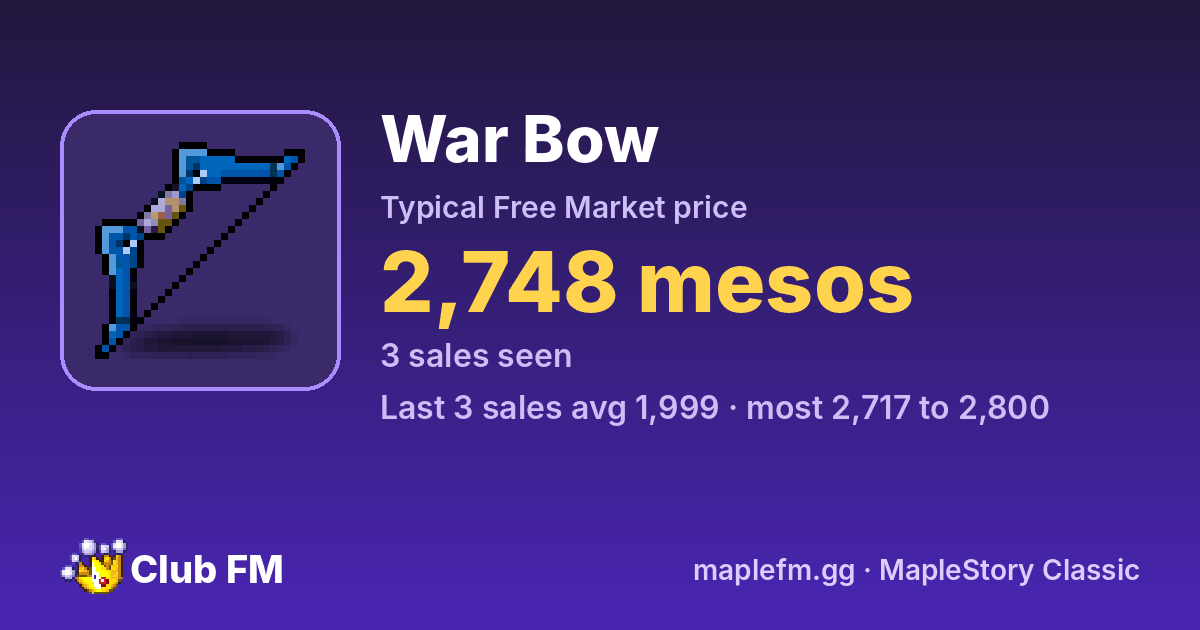 War Bow
Typical Free Market price
2,748 mesos
3 sales seen
Last 3 sales avg 1,999 · most 2,717 to 2,800
Club FM
maplefm.gg · MapleStory Classic